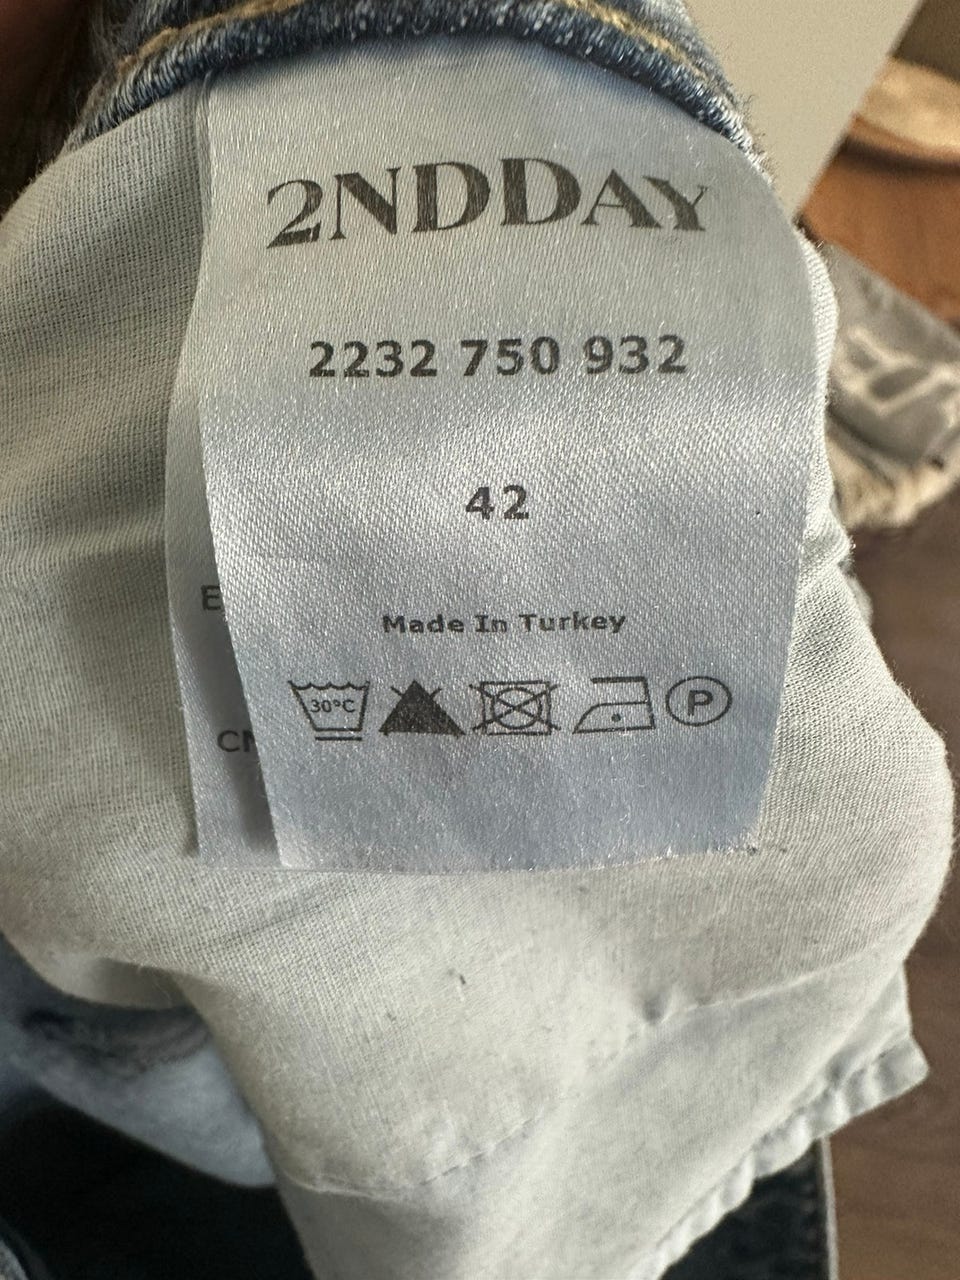 2NDDAY
2232 750 932
42
Made In Turkey
30°C
P